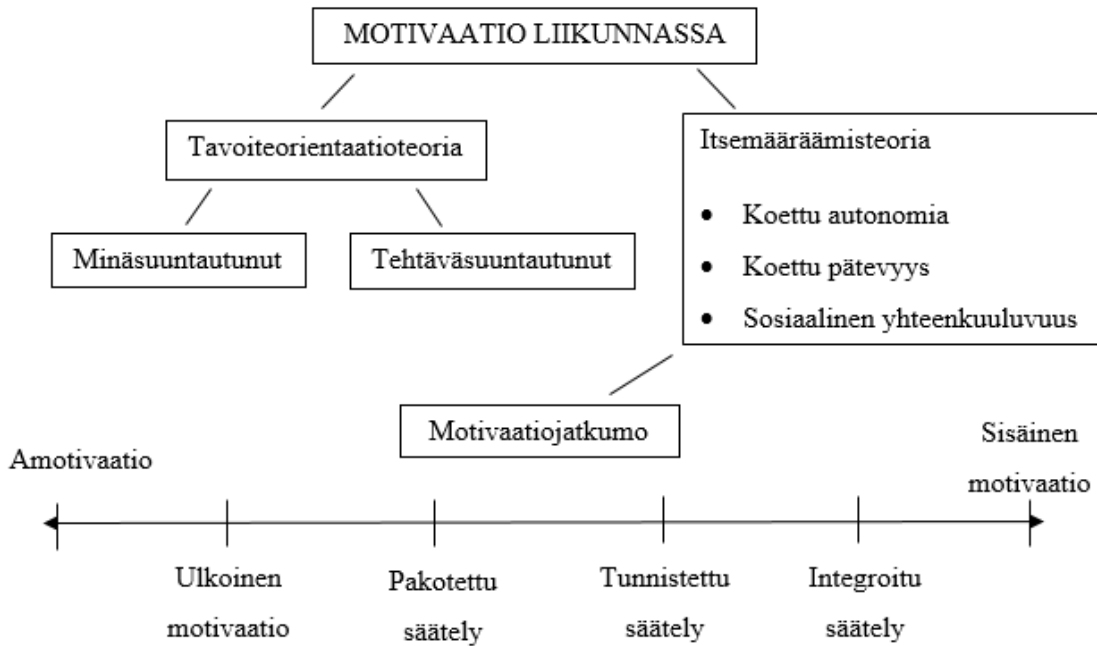 MOTIVAATIO LIIKUNNASSA
Tavoiteorientaatioteoria
Itsemääräämisteoria
• Koettu autonomia
• Koettu pätevyys
• Sosiaalinen yhteenkuuluvuus
Minäsuuntautunut
Tehtäväsuuntautunut
Motivaatiojatkumo
Amotivaatio
Sisäinen
motivaatio
Ulkoinen
motivaatio
Pakotettu
säätely
Tunnistettu
säätely
Integroitu
säätely